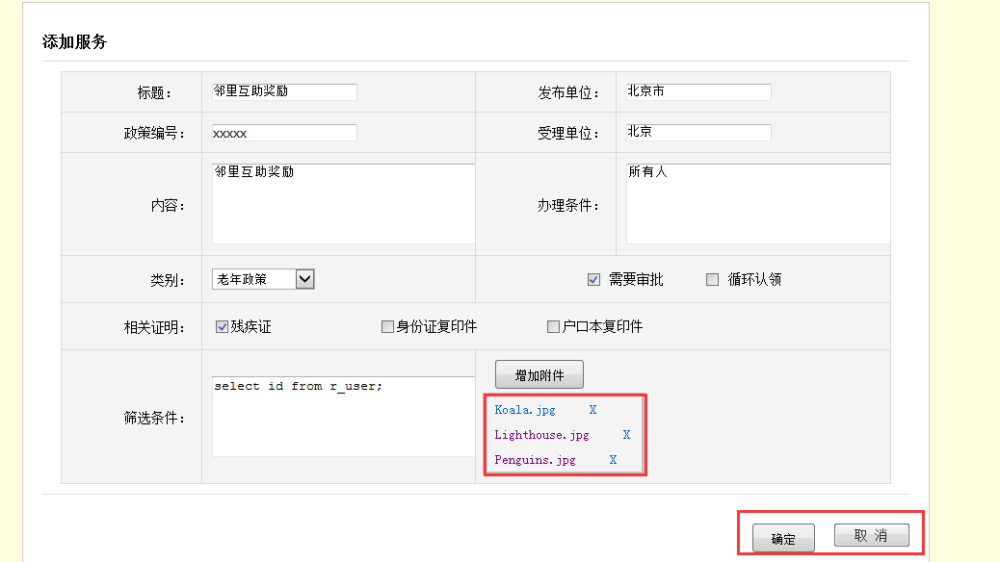 添加服务
标题： 邻里互助奖励 发布单位： 北京市
政策编号： xxxxx 受理单位： 北京
内容： 邻里互助奖励 办理条件： 所有人
类别： 老年政策 需要审批 循环认领
相关证明： 残疾证 身份证复印件 户口本复印件
筛选条件： select id from r_user; 增加附件
Koala.jpg X
Lighthouse.jpg X
Penguins.jpg X
确定 取 消